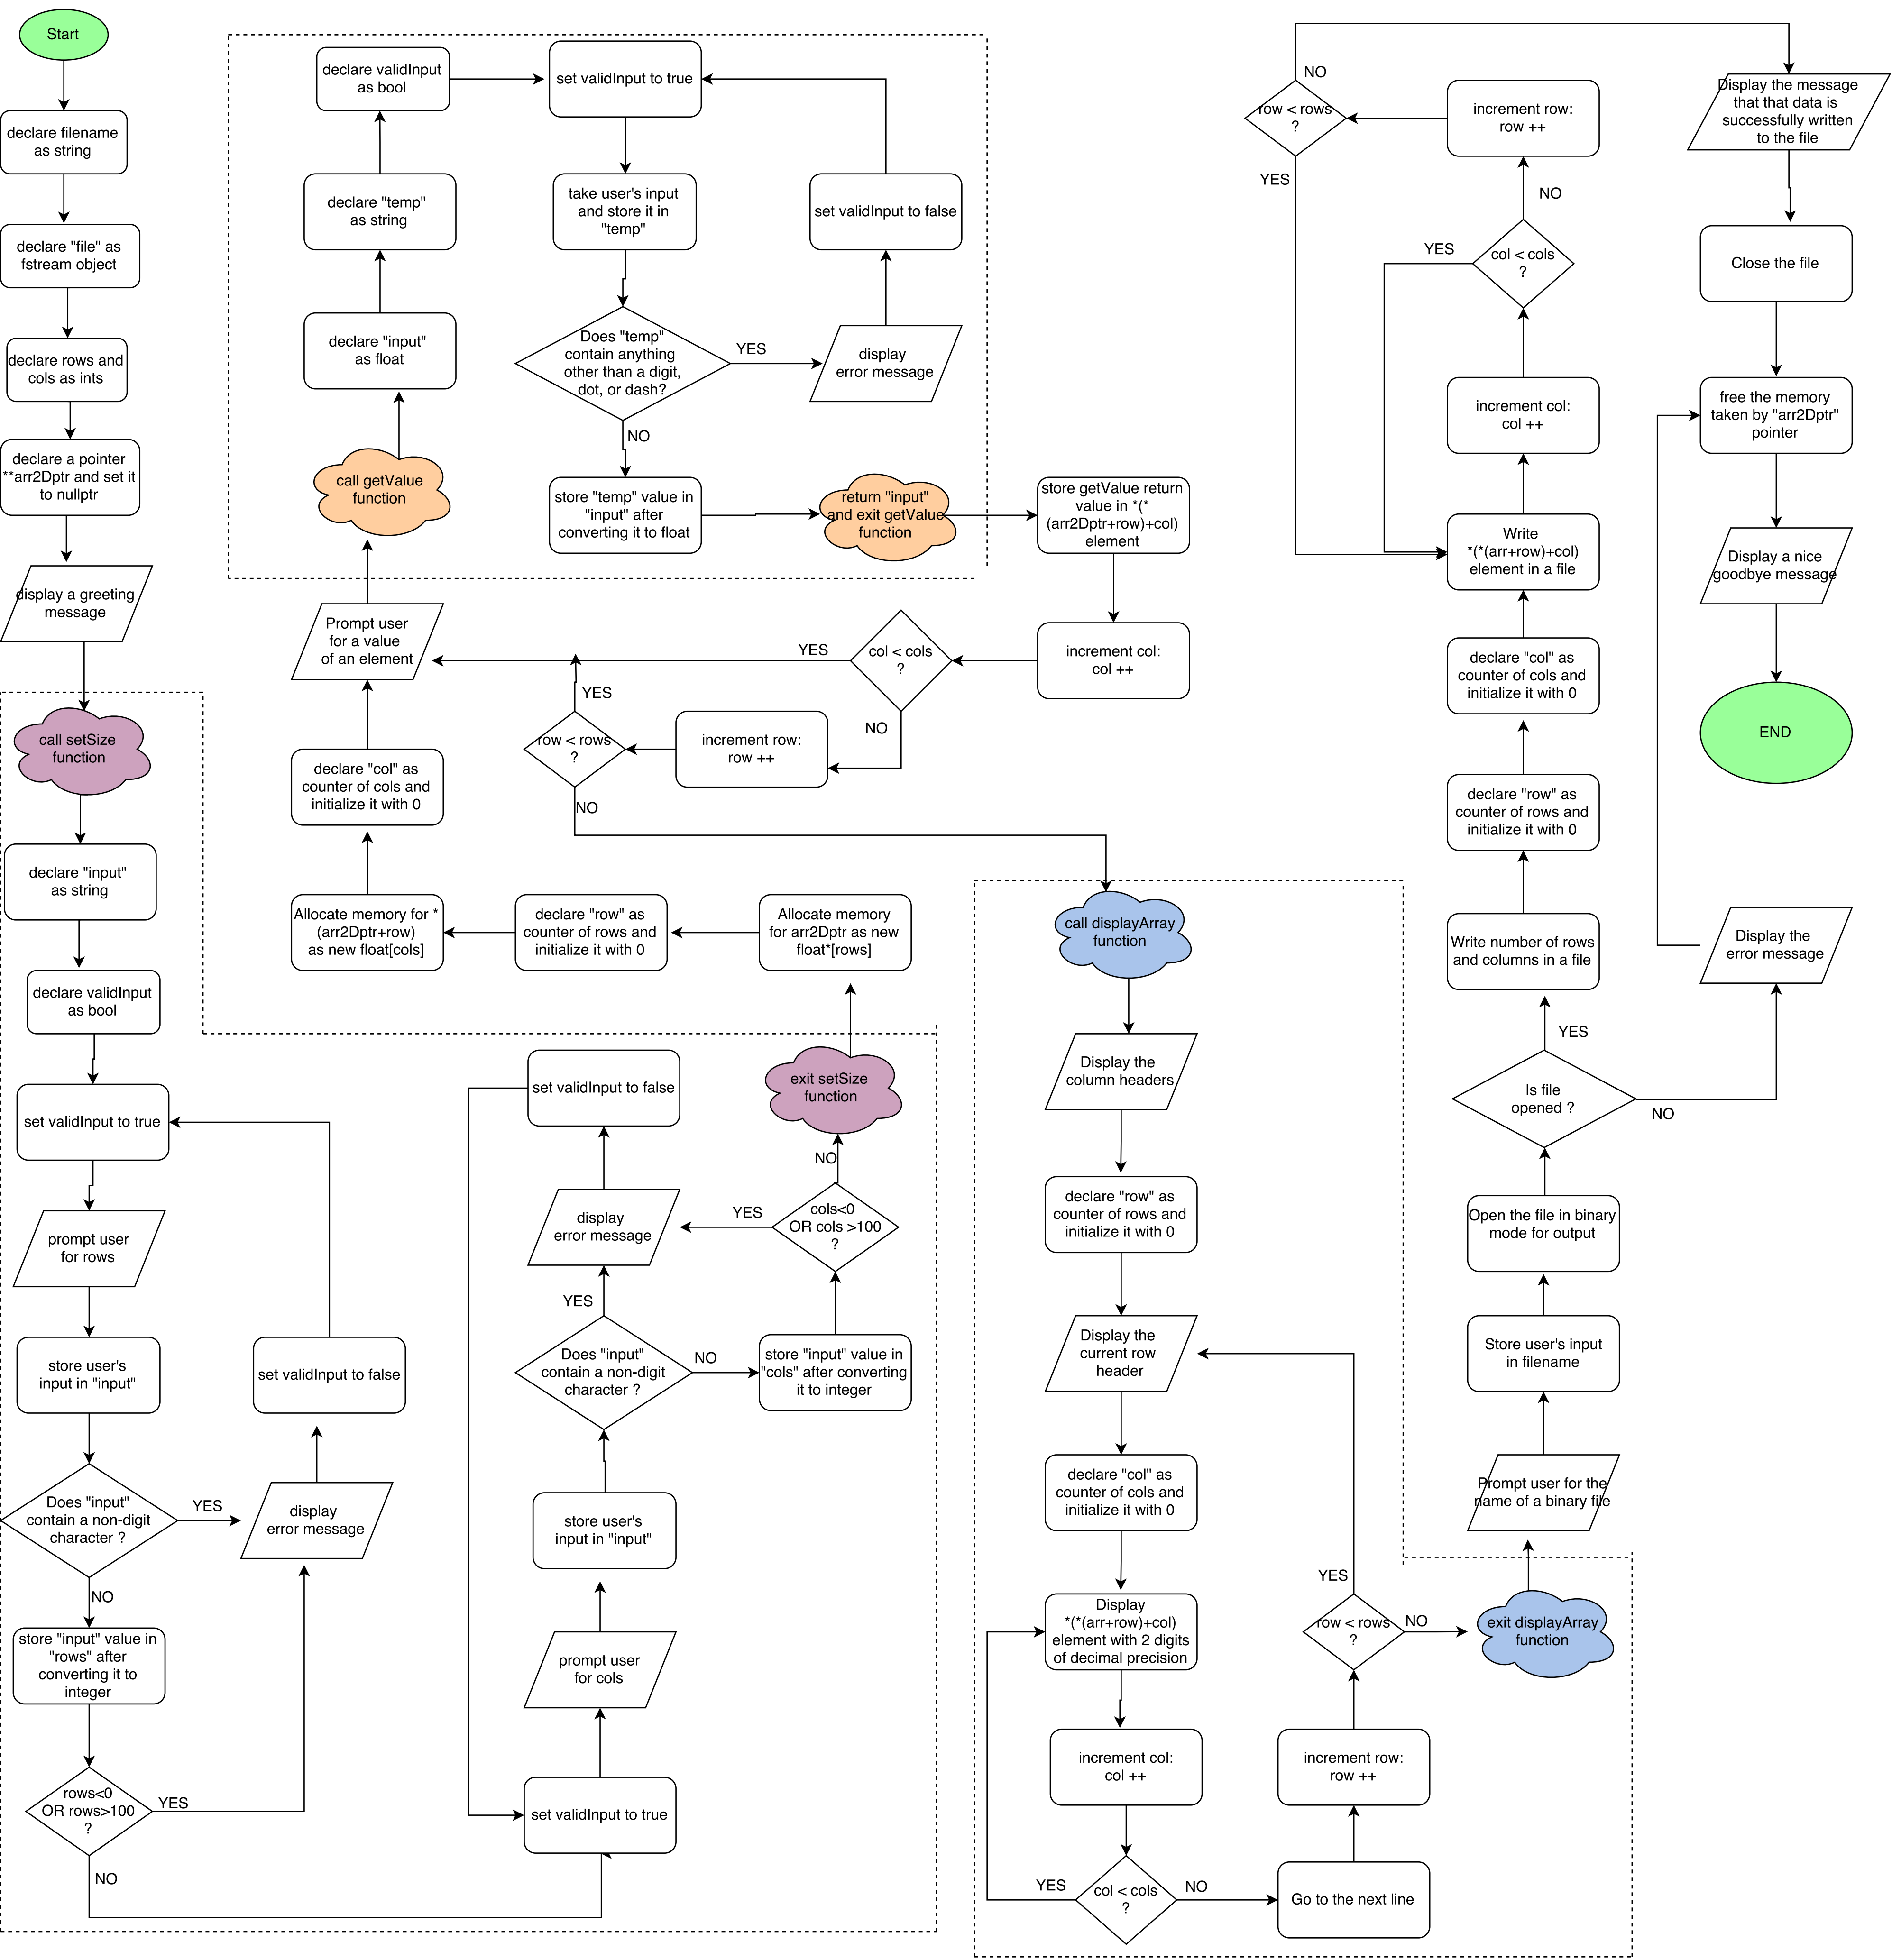 Start
declare filename
as string
declare "file" as
fstream object
declare rows and
cols as ints
declare a pointer
**arr2Dptr and set it
to nullptr
display a greeting
message
call setSize
function
declare "input"
as string
declare validInput
as bool
set validInput to true
prompt user
for rows
store user's
input in "input"
Does "input"
contain a non-digit
character ?
YES
NO
display
error message
set validInput to false
store "input" value in
"rows" after
converting it to
integer
rows<0
OR rows>100
?
YES
NO
set validInput to true
prompt user
for cols
store user's
input in "input"
Does "input"
contain a non-digit
character ?
YES
NO
display
error message
set validInput to false
store "input" value in
"cols" after converting
it to integer
cols<0
OR cols >100
?
YES
NO
exit setSize
function
Allocate memory
for arr2Dptr as new
float*[rows]
declare "row" as
counter of rows and
initialize it with 0
Allocate memory for *
(arr2Dptr+row)
as new float[cols]
declare "col" as
counter of cols and
initialize it with 0
Prompt user
for a value
of an element
call getValue
function
declare "input"
as float
declare "temp"
as string
declare validInput
as bool
set validInput to true
take user's input
and store it in
"temp"
Does "temp"
contain anything
other than a digit,
dot, or dash?
YES
NO
display
error message
set validInput to false
store "temp" value in
"input" after
converting it to float
return "input"
and exit getValue
function
store getValue return
value in *(*
(arr2Dptr+row)+col)
element
increment col:
col ++
col < cols
?
YES
NO
increment row:
row ++
row < rows
?
YES
NO
call displayArray
function
Display the
column headers
declare "row" as
counter of rows and
initialize it with 0
Display the
current row
header
declare "col" as
counter of cols and
initialize it with 0
Display
*(*(arr+row)+col)
element with 2 digits
of decimal precision
increment col:
col ++
col < cols
?
YES
NO
Go to the next line
increment row:
row ++
row < rows
?
YES
NO
exit displayArray
function
Prompt user for the
name of a binary file
Store user's input
in filename
Open the file in binary
mode for output
Is file
opened ?
YES
NO
Display the
error message
Write number of rows
and columns in a file
declare "row" as
counter of rows and
initialize it with 0
declare "col" as
counter of cols and
initialize it with 0
Write
*(*(arr+row)+col)
element in a file
increment col:
col ++
col < cols
?
YES
NO
increment row:
row ++
row < rows
?
YES
NO
Display the message
that that data is
successfully written
to the file
Close the file
free the memory
taken by "arr2Dptr"
pointer
Display a nice
goodbye message
END